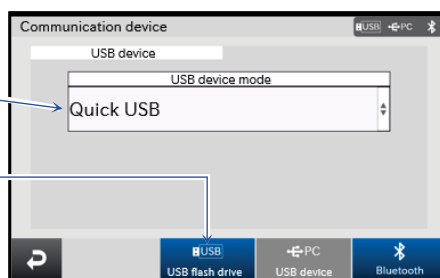 Communication device
USB PC
USB device
USB device mode
Quick USB
USB PC
USB flash drive USB device Bluetooth